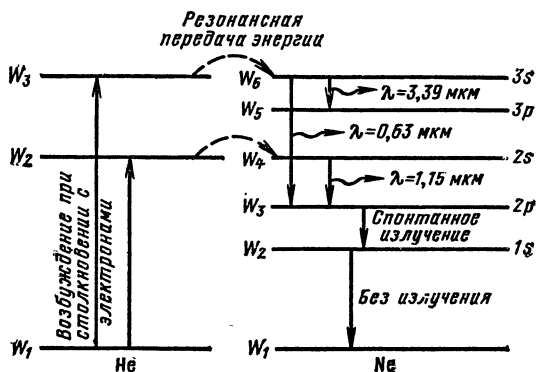 Резонансная
передача энергии
W₃
W₆
3s
λ=3,39 мкм
W₅
3p
λ=0,63 мкм
W₂
W₄
2s
λ=1,15 мкм
W₃
2p
Спонтанное
излучение
W₂
1s
Возбуждение при
столкновении с
электронами
Без излучения
W₁
W₁
He
Ne